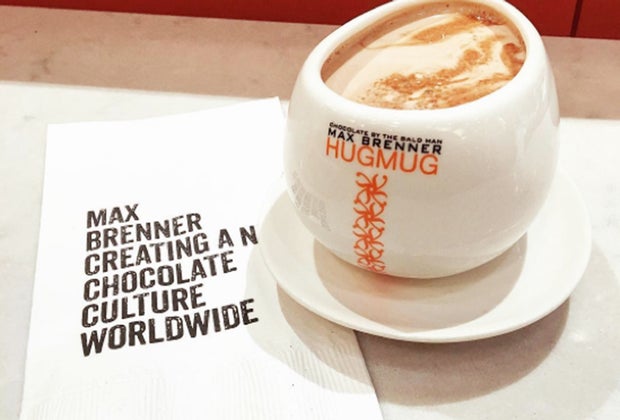 CHOCOLATE BY THE BALD MAN
MAX BRENNER
HUGMUG
MAX
BRENNER
CREATING A N
CHOCOLATE
CULTURE
WORLDWIDE